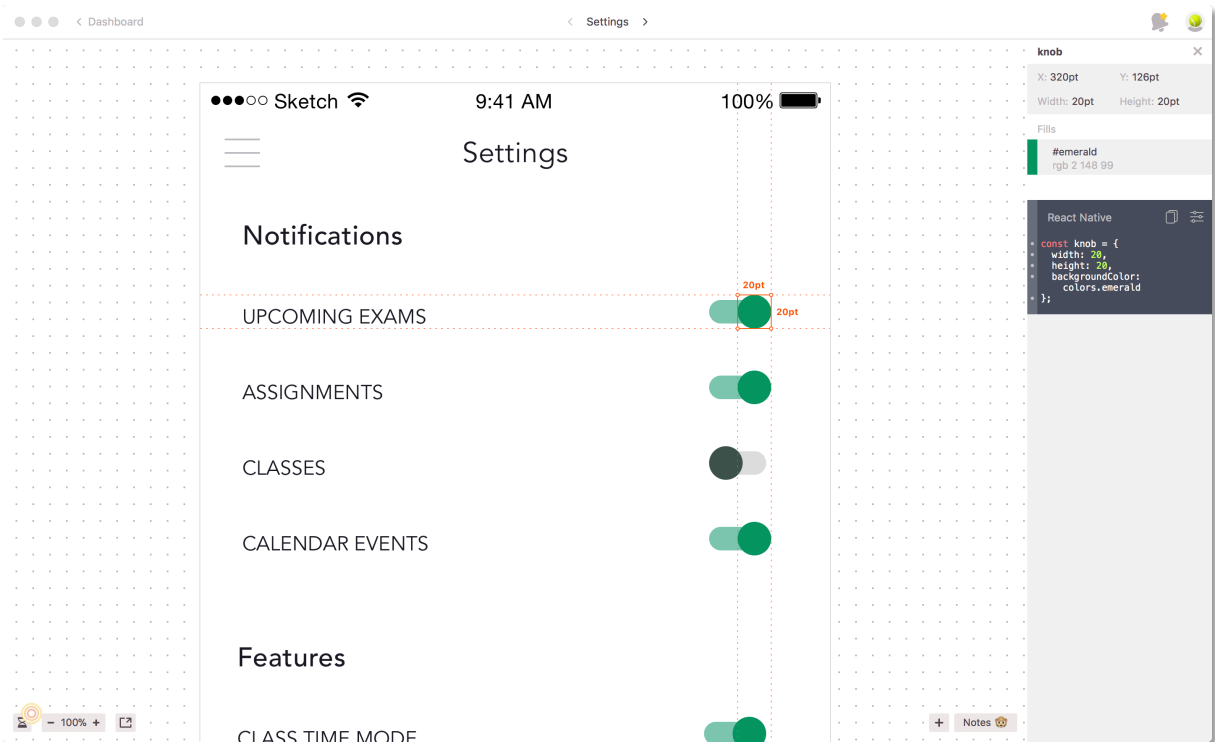 Dashboard
Settings
knob
X: 320pt Y: 126pt
Width: 20pt Height: 20pt
Fills
#emerald
rgb 2 148 99
React Native
const knob = {
width: 20,
height: 20,
backgroundColor:
colors.emerald
};
Sketch 9:41 AM 100%
Settings
Notifications
20pt
UPCOMING EXAMS
20pt
ASSIGNMENTS
CLASSES
CALENDAR EVENTS
Features
CLASS TIME MODE
− 100% +
+ Notes